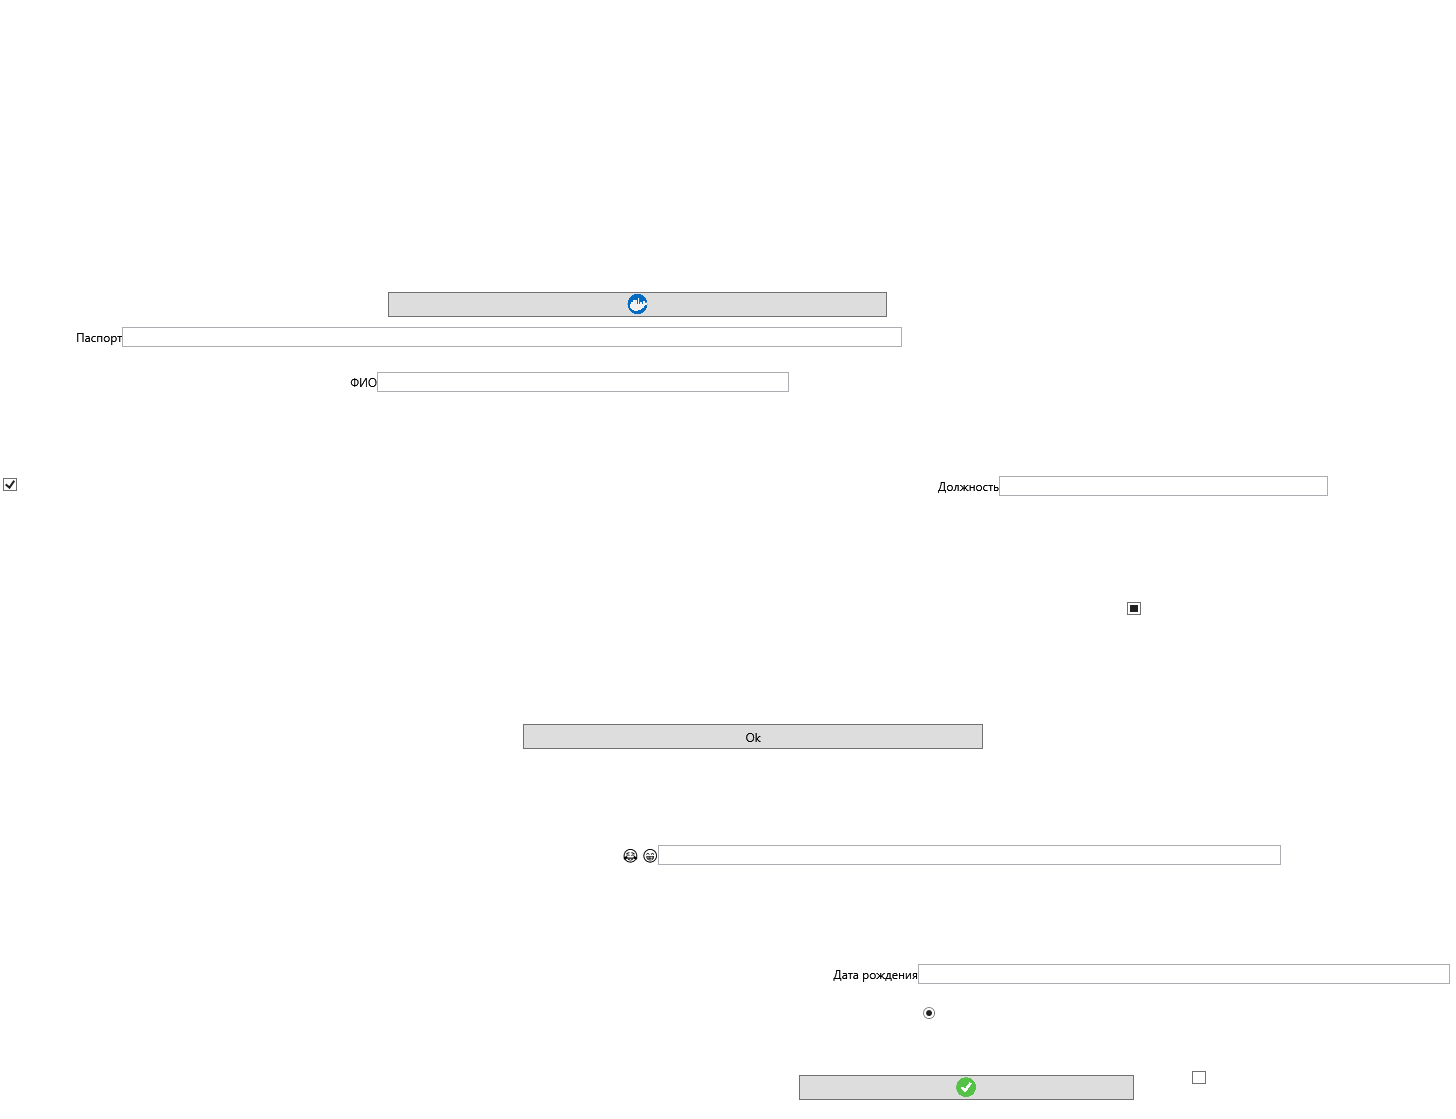 Паспорт
ФИО
Должность
Ok
😂 😁
Дата рождения